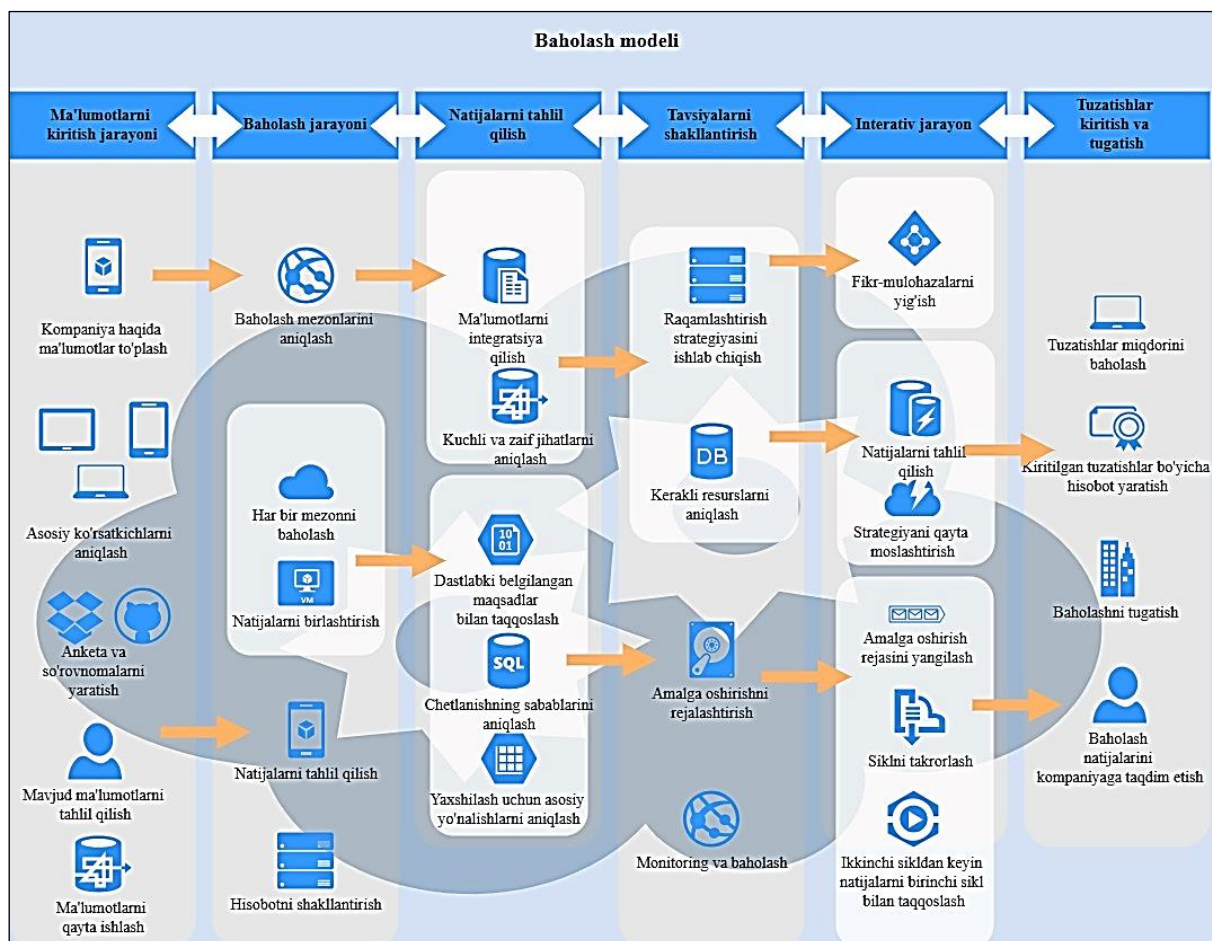 Baholash modeli
Ma'lumotlarni
kiritish jarayoni
Baholash jarayoni
Natijalarni tahlil
qilish
Tavsiyalarni
shakllantirish
Interativ jarayon
Tuzatishlar
kiritish va
tugatish
Kompaniya haqida
ma'lumotlar to'plash
Asosiy ko'rsatkichlarni
aniqlash
Anketa va
so'rovnomalarni
yaratish
Mavjud ma'lumotlarni
tahlil qilish
Ma'lumotlarni
qayta ishlash
Baholash mezonlarini
aniqlash
Har bir mezonni
baholash
VM
Natijalarni birlashtirish
Natijalarni tahlil qilish
Hisobotni shakllantirish
Ma'lumotlarni
integratsiya
qilish
Kuchli va zaif jihatlarni
aniqlash
10
01
Dastlabki belgilangan
maqsadlar
bilan taqqoslash
SQL
Chetlanishning sabablarini
aniqlash
Yaxshilash uchun asosiy
yo'nalishlarni aniqlash
Raqamlashtirish
strategiyasini
ishlab chiqish
DB
Kerakli resurslarni
aniqlash
Amalga oshirishni
rejalashtirish
Monitoring va baholash
Fikr-mulohazalarni
yig'ish
Natijalarni tahlil
qilish
Strategiyani qayta
moslashtirish
Amalga oshirish
rejasini yangilash
Siklni takrorlash
Ikkinchi sikldan keyin
natijalarni birinchi sikl
bilan taqqoslash
Tuzatishlar miqdorini
baholash
Kiritilgan tuzatishlar bo'yicha
hisobot yaratish
Baholashni tugatish
Baholash
natijalarini
kompaniyaga taqdim etish